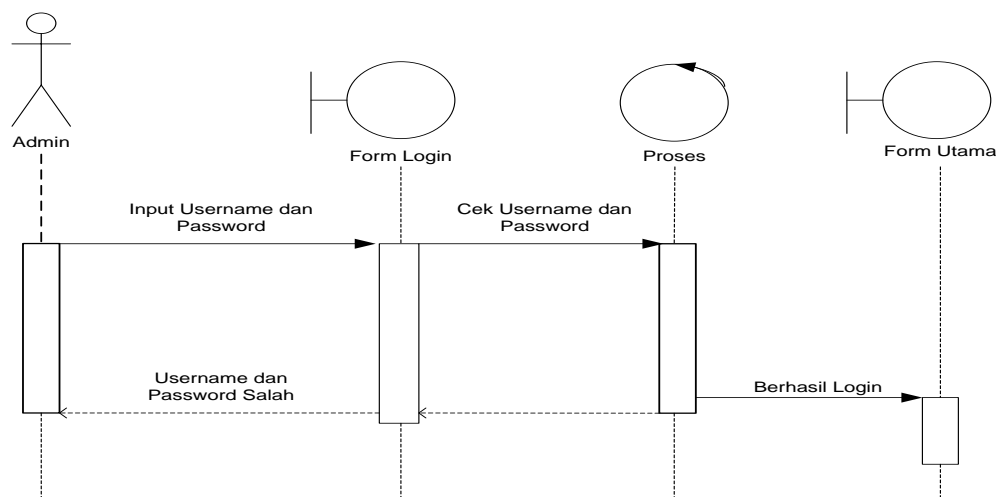 Admin
Form Login
Proses
Form Utama
Input Username dan
Password
Cek Username dan
Password
Username dan
Password Salah
Berhasil Login